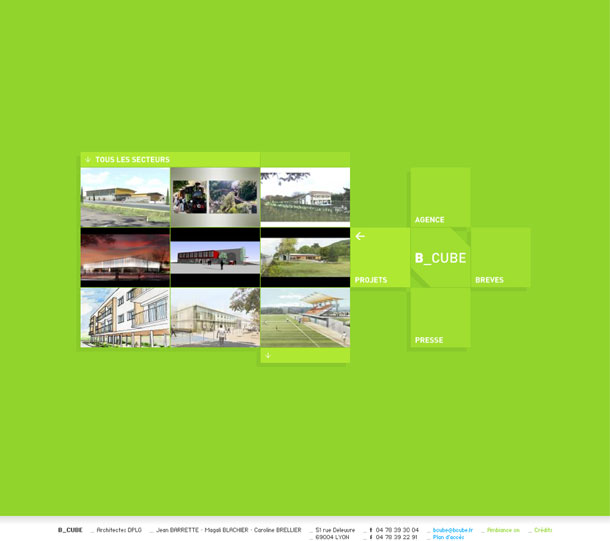 TOUS LES SECTEURS
AGENCE
B_CUBE
PROJETS
BREVES
PRESSE
B_CUBE _ Architectes DPLG _ Jean BARRETTE - Magali BLACHIER - Caroline BRELLIER _ 51 rue Deleuvre _ t 04 78 39 30 04 _ bcube@bcube.fr _ Ambiance on _ Crédits
_ 69004 LYON _ f 04 78 39 22 91 _ Plan d'accès